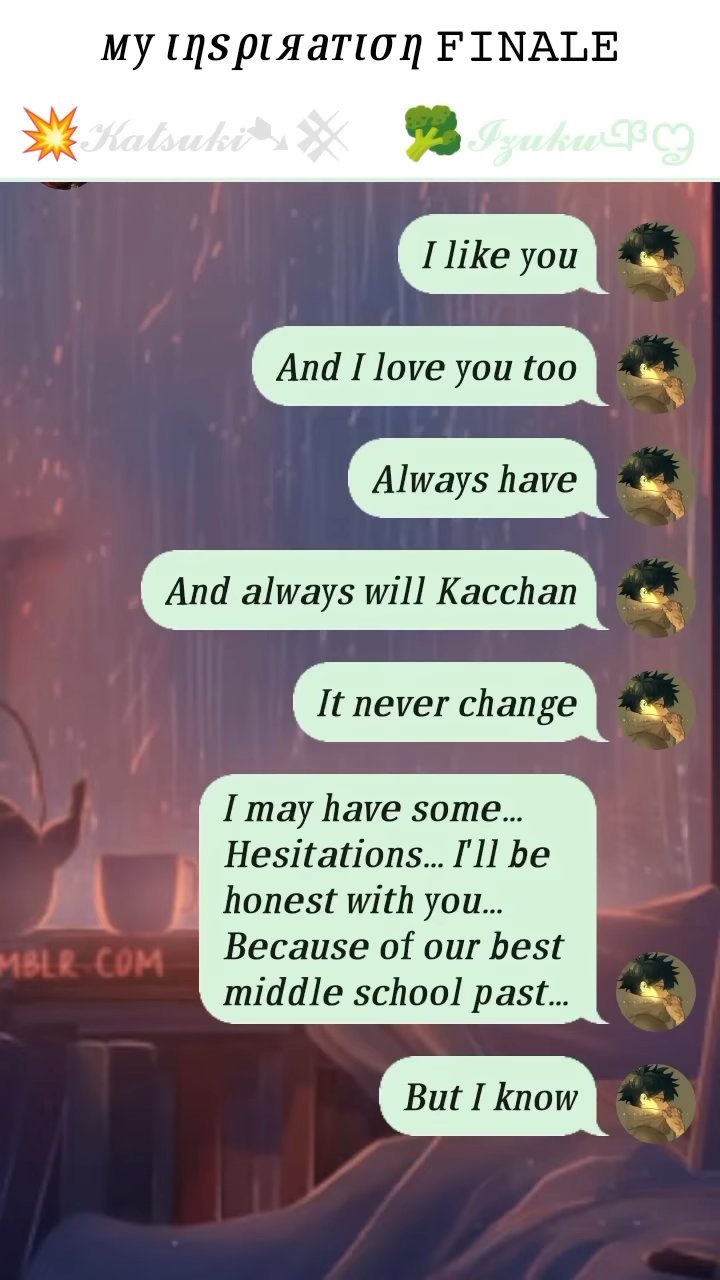 мy ιηѕριяαтιση FINALE
💥𝒦𝒶𝓉𝓈𝓊𝓀𝒾 🥦𝐼𝓏𝓊𝓀𝓊
I like you
And I love you too
Always have
And always will Kacchan
It never change
I may have some...
Hesitations... I'll be
honest with you...
Because of our best
middle school past...
But I know
MBLR COM